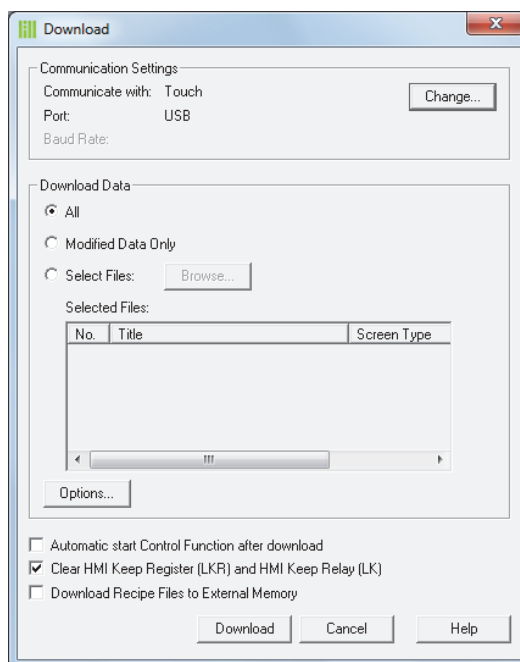 Download
Communication Settings
Communicate with: Touch
Change...
Port: USB
Baud Rate:
Download Data
All
Modified Data Only
Select Files: Browse...
Selected Files:
No. Title Screen Type
Options...
Automatic start Control Function after download
Clear HMI Keep Register (LKR) and HMI Keep Relay (LK)
Download Recipe Files to External Memory
Download Cancel Help